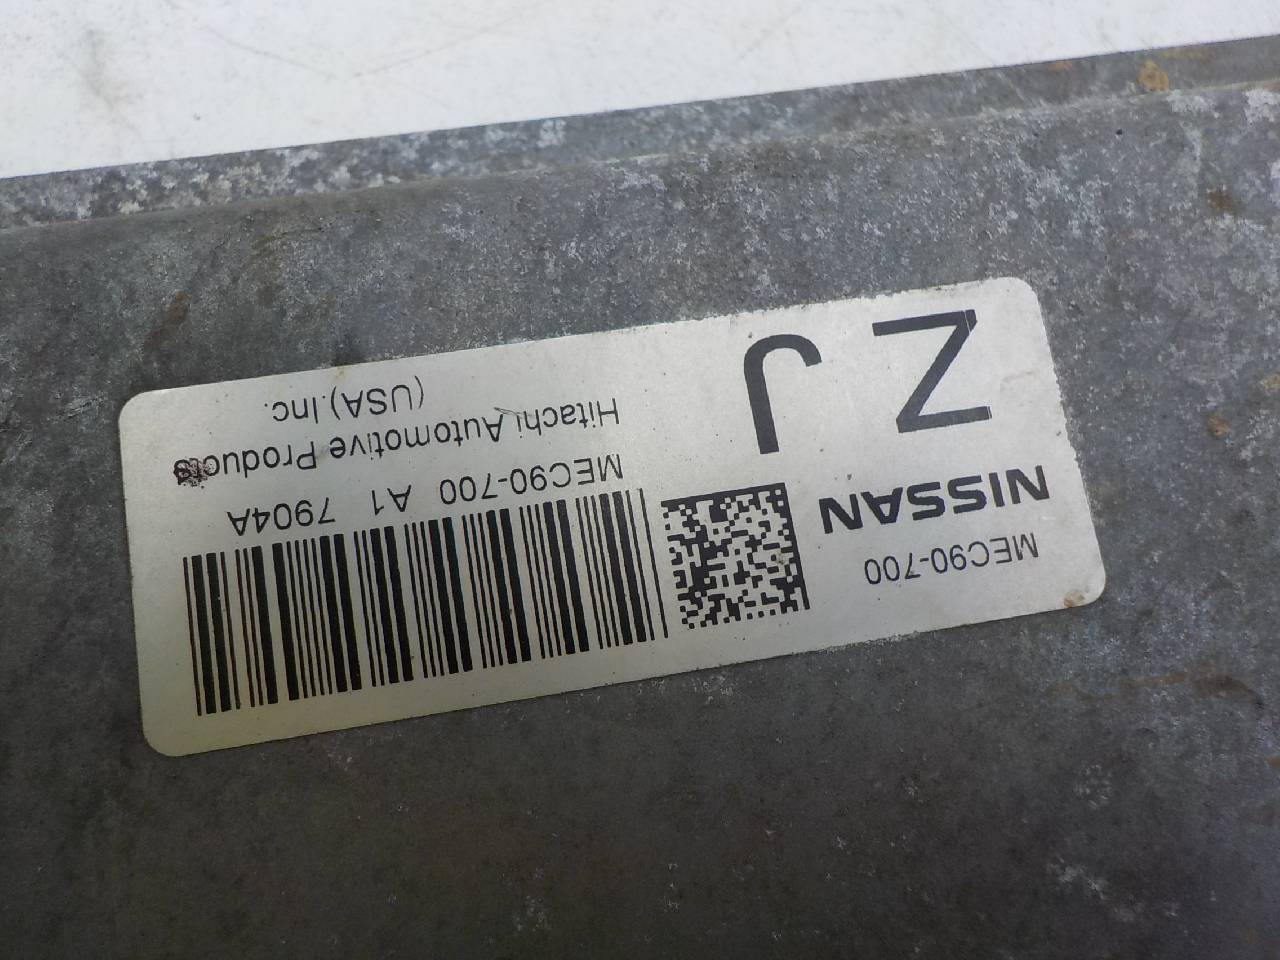 MEC90-700
NISSAN
ZJ
MEC90-700 A1 7904A
Hitachi Automotive Products
(USA),Inc.